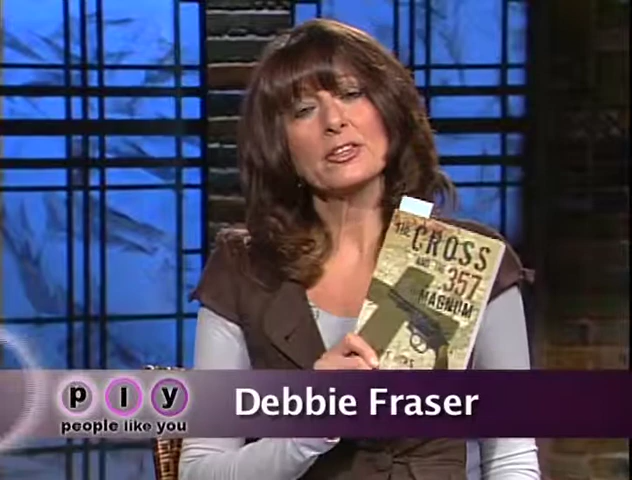 THE
CROSS
AND THE
.357
MAGNUM
p l y
people like you
Debbie Fraser